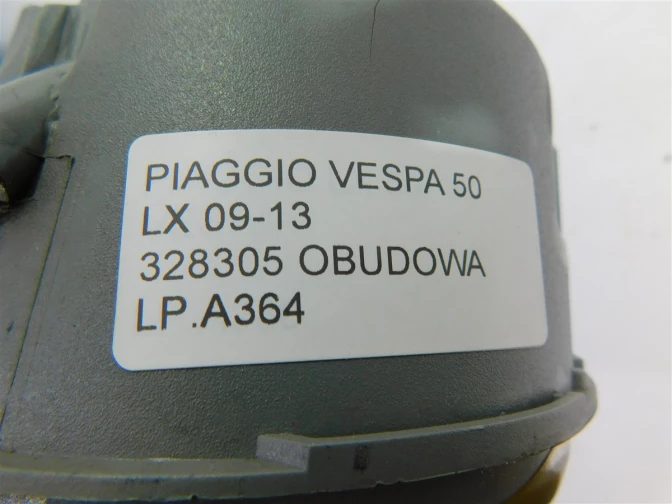 PIAGGIO VESPA 50
LX 09-13
328305 OBUDOWA
LP.A364